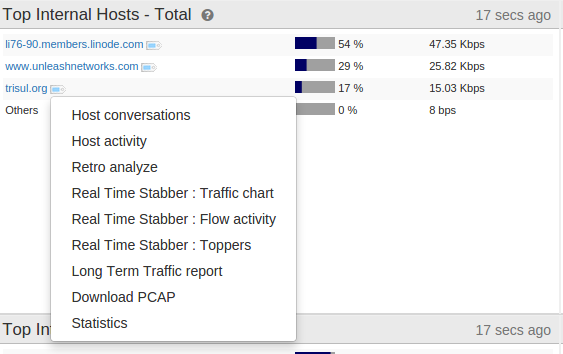 Top Internal Hosts - Total ? 17 secs ago
li76-90.members.linode.com 54 % 47.35 Kbps
www.unleashnetworks.com 29 % 25.82 Kbps
trisul.org 17 % 15.03 Kbps
Others 0 % 8 bps
Host conversations
Host activity
Retro analyze
Real Time Stabber : Traffic chart
Real Time Stabber : Flow activity
Real Time Stabber : Toppers
Long Term Traffic report
Download PCAP
Statistics
Top 17 secs ago